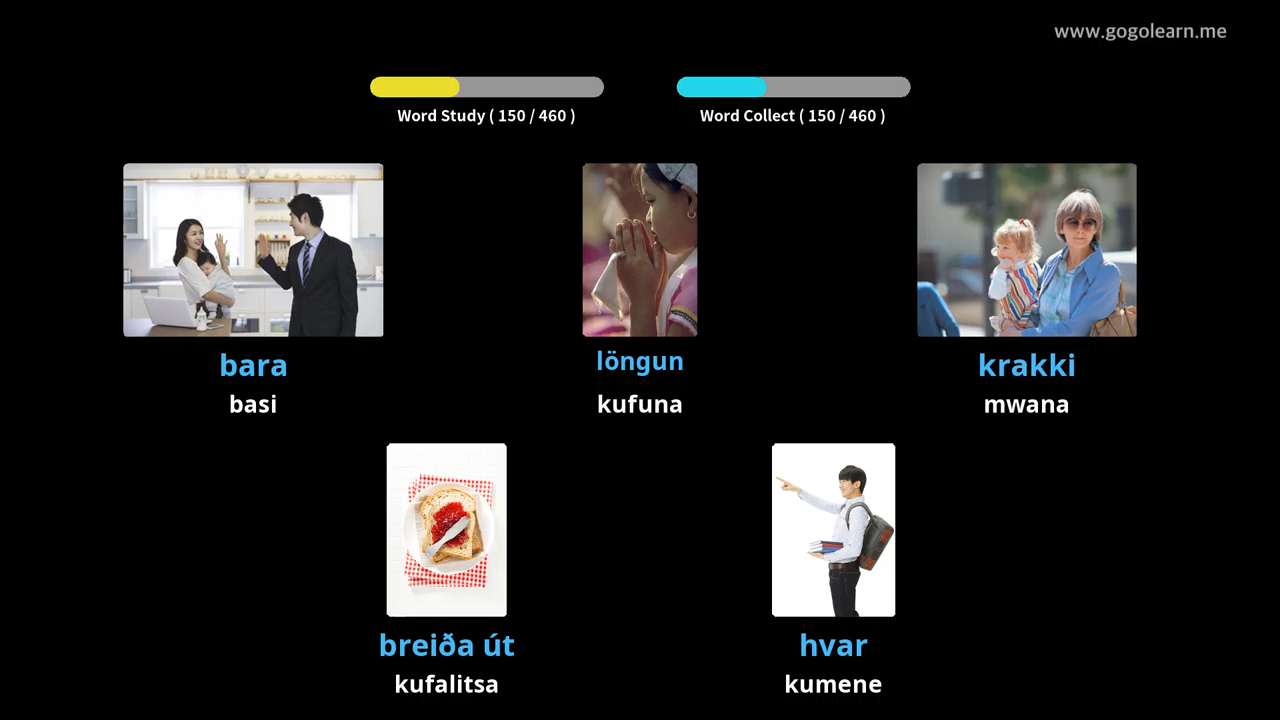 www.gogolearn.me
Word Study ( 150 / 460 )
Word Collect ( 150 / 460 )
bara
basi
löngun
kufuna
krakki
mwana
breiða út
kufalitsa
hvar
kumene